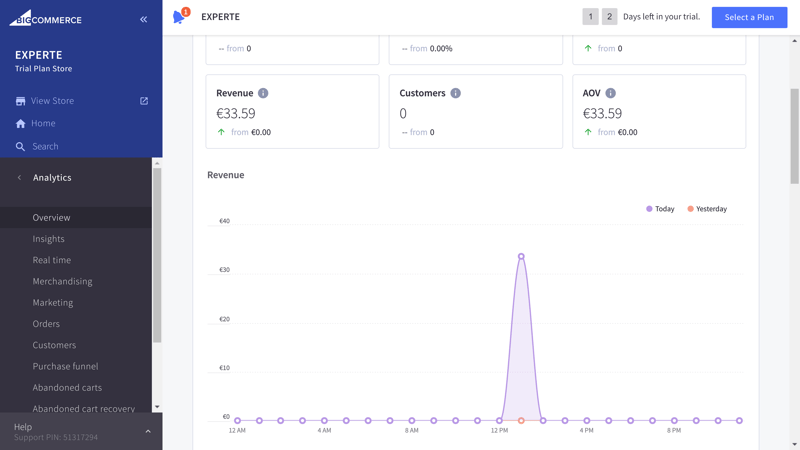 BIGCOMMERCE
1
EXPERTE
1 2 Days left in your trial.
Select a Plan
EXPERTE
Trial Plan Store
View Store
Home
Search
Analytics
Overview
Insights
Real time
Merchandising
Marketing
Orders
Customers
Purchase funnel
Abandoned carts
Abandoned cart recovery
Help
Support PIN: 51317294
-- from 0
-- from 0.00%
from 0
Revenue
€33.59
from €0.00
Customers
0
-- from 0
AOV
€33.59
from €0.00
Revenue
Today
Yesterday
€40
€30
€20
€10
€0
12 AM 4 AM 8 AM 12 PM 4 PM 8 PM